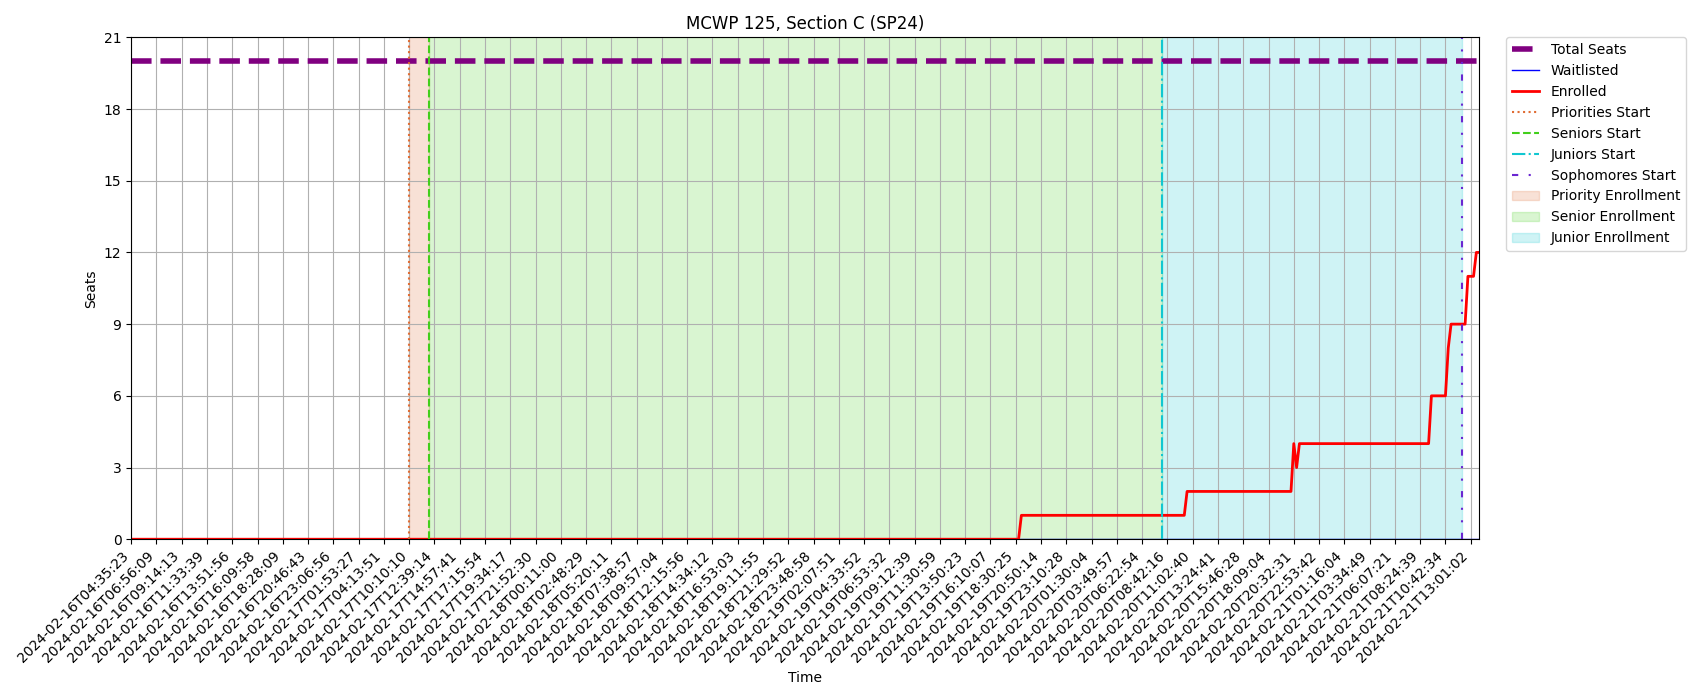 MCWP 125, Section C (SP24)
Seats
21
18
15
12
9
6
3
0
2024-02-16T04:35:23
2024-02-16T06:56:09
2024-02-16T09:14:13
2024-02-16T11:33:39
2024-02-16T13:51:56
2024-02-16T16:09:58
2024-02-16T18:28:09
2024-02-16T20:46:43
2024-02-16T23:06:56
2024-02-17T01:53:27
2024-02-17T04:13:51
2024-02-17T10:10:10
2024-02-17T12:39:14
2024-02-17T14:57:41
2024-02-17T17:15:54
2024-02-17T19:34:17
2024-02-17T21:52:30
2024-02-18T00:11:00
2024-02-18T02:48:29
2024-02-18T05:20:11
2024-02-18T07:38:57
2024-02-18T09:57:04
2024-02-18T12:15:56
2024-02-18T14:34:12
2024-02-18T16:53:03
2024-02-18T19:11:55
2024-02-18T21:29:52
2024-02-18T23:48:58
2024-02-19T02:07:51
2024-02-19T04:33:52
2024-02-19T06:53:32
2024-02-19T09:12:39
2024-02-19T11:30:59
2024-02-19T13:50:23
2024-02-19T16:10:07
2024-02-19T18:30:25
2024-02-19T20:50:14
2024-02-19T23:10:28
2024-02-20T01:30:04
2024-02-20T03:49:57
2024-02-20T06:22:54
2024-02-20T08:42:16
2024-02-20T11:02:40
2024-02-20T13:24:41
2024-02-20T15:46:28
2024-02-20T18:09:04
2024-02-20T20:32:31
2024-02-20T22:53:42
2024-02-21T01:16:04
2024-02-21T03:34:49
2024-02-21T06:07:21
2024-02-21T08:24:39
2024-02-21T10:42:34
2024-02-21T13:01:02
Time
Total Seats
Waitlisted
Enrolled
Priorities Start
Seniors Start
Juniors Start
Sophomores Start
Priority Enrollment
Senior Enrollment
Junior Enrollment